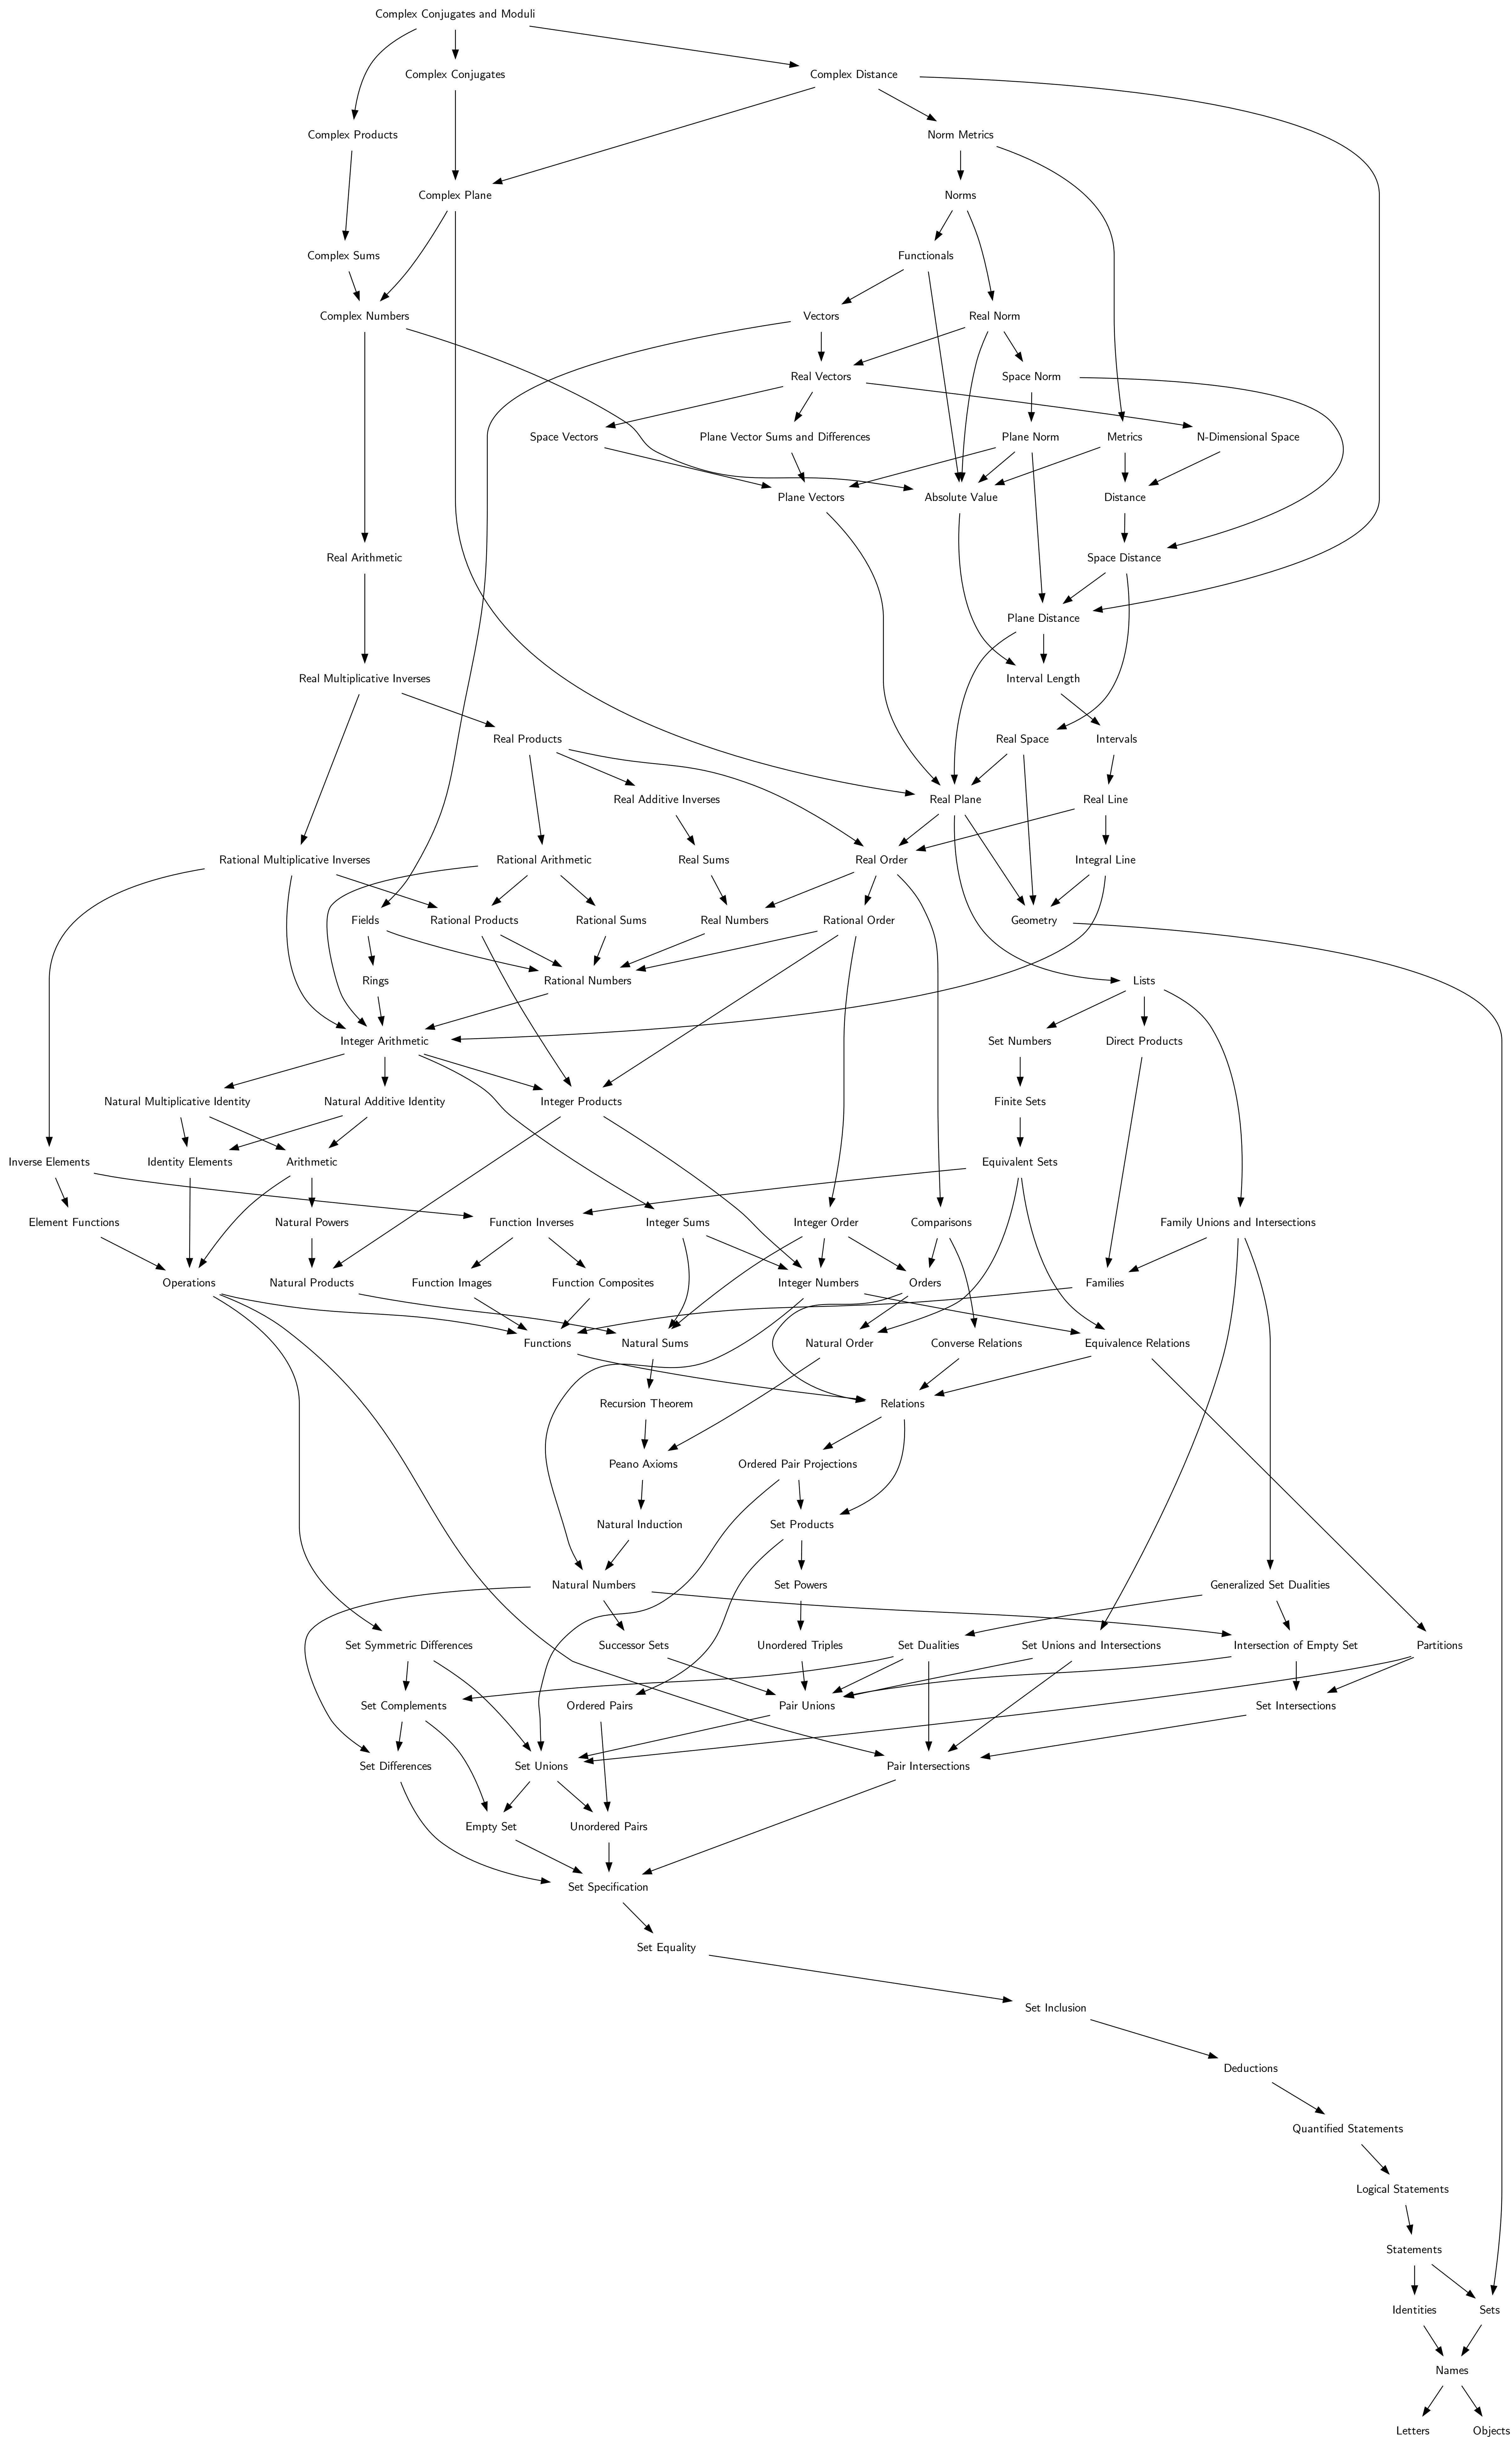 Complex Conjugates and Moduli
Complex Conjugates
Complex Distance
Complex Products
Norm Metrics
Complex Plane
Norms
Complex Sums
Functionals
Complex Numbers
Vectors
Real Norm
Real Vectors
Space Norm
Space Vectors
Plane Vector Sums and Differences
Plane Norm
Metrics
N-Dimensional Space
Plane Vectors
Absolute Value
Distance
Real Arithmetic
Space Distance
Plane Distance
Real Multiplicative Inverses
Interval Length
Real Products
Real Space
Intervals
Real Additive Inverses
Real Plane
Real Line
Rational Multiplicative Inverses
Rational Arithmetic
Real Sums
Real Order
Integral Line
Fields
Rational Products
Rational Sums
Real Numbers
Rational Order
Geometry
Rings
Rational Numbers
Lists
Integer Arithmetic
Set Numbers
Direct Products
Natural Multiplicative Identity
Natural Additive Identity
Integer Products
Finite Sets
Inverse Elements
Identity Elements
Arithmetic
Equivalent Sets
Element Functions
Natural Powers
Function Inverses
Integer Sums
Integer Order
Comparisons
Family Unions and Intersections
Operations
Natural Products
Function Images
Function Composites
Integer Numbers
Orders
Families
Functions
Natural Sums
Natural Order
Converse Relations
Equivalence Relations
Recursion Theorem
Relations
Peano Axioms
Ordered Pair Projections
Natural Induction
Set Products
Natural Numbers
Set Powers
Generalized Set Dualities
Set Symmetric Differences
Successor Sets
Unordered Triples
Set Dualities
Set Unions and Intersections
Intersection of Empty Set
Partitions
Set Complements
Ordered Pairs
Pair Unions
Set Intersections
Set Differences
Set Unions
Pair Intersections
Empty Set
Unordered Pairs
Set Specification
Set Equality
Set Inclusion
Deductions
Quantified Statements
Logical Statements
Statements
Identities
Sets
Names
Letters
Objects